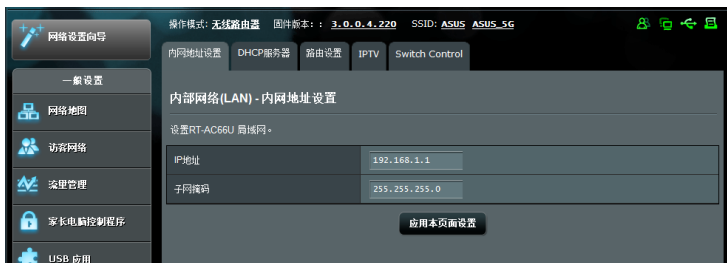 网络设置向导
操作模式: 无线路由器 固件版本:: 3.0.0.4.220 SSID: ASUS ASUS_5G
内网地址设置 DHCP服务器 路由设置 IPTV Switch Control
一般设置
网络地图
访客网络
流量管理
家长电脑控制程序
USB 应用
内部网络(LAN) - 内网地址设置
设置RT-AC66U 局域网。
IP地址 192.168.1.1
子网掩码 255.255.255.0
应用本页面设置